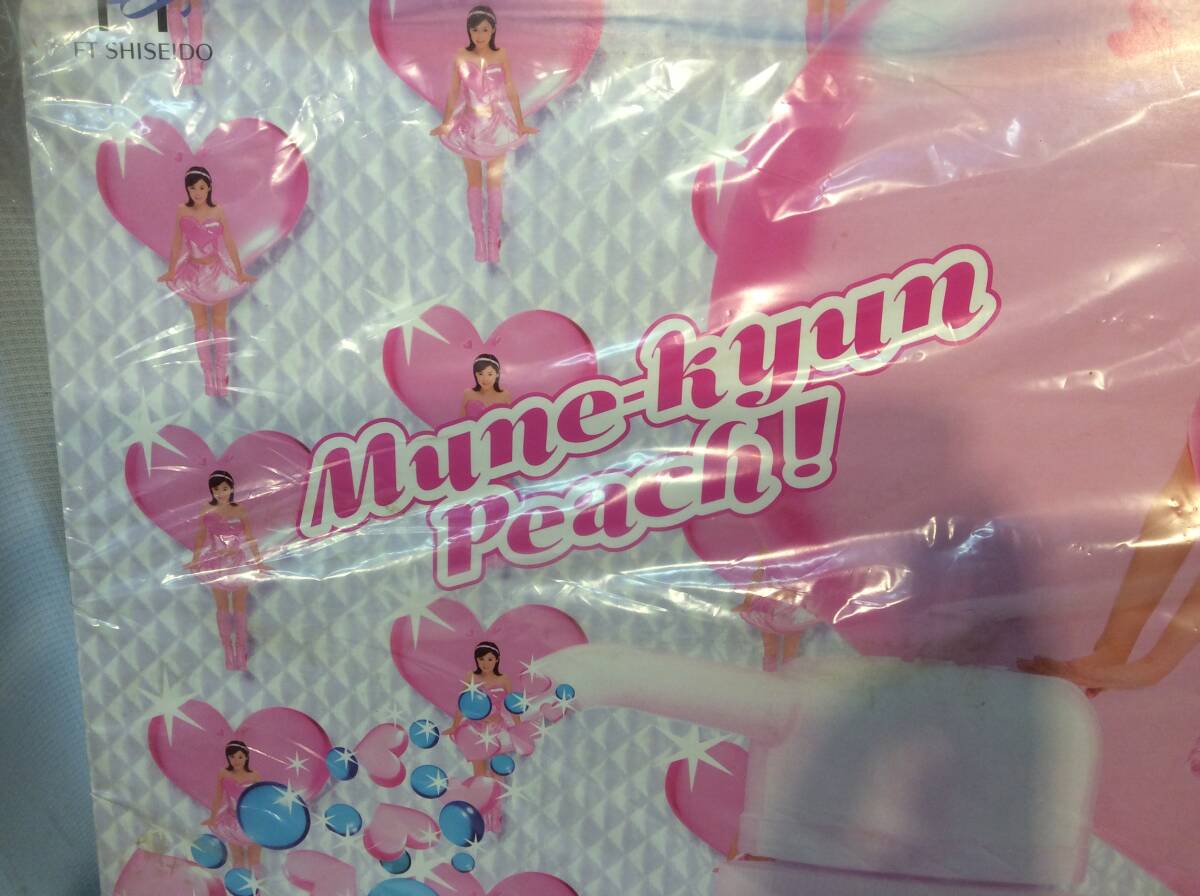 FT SHISEIDO
Mune-kyun
Peach!